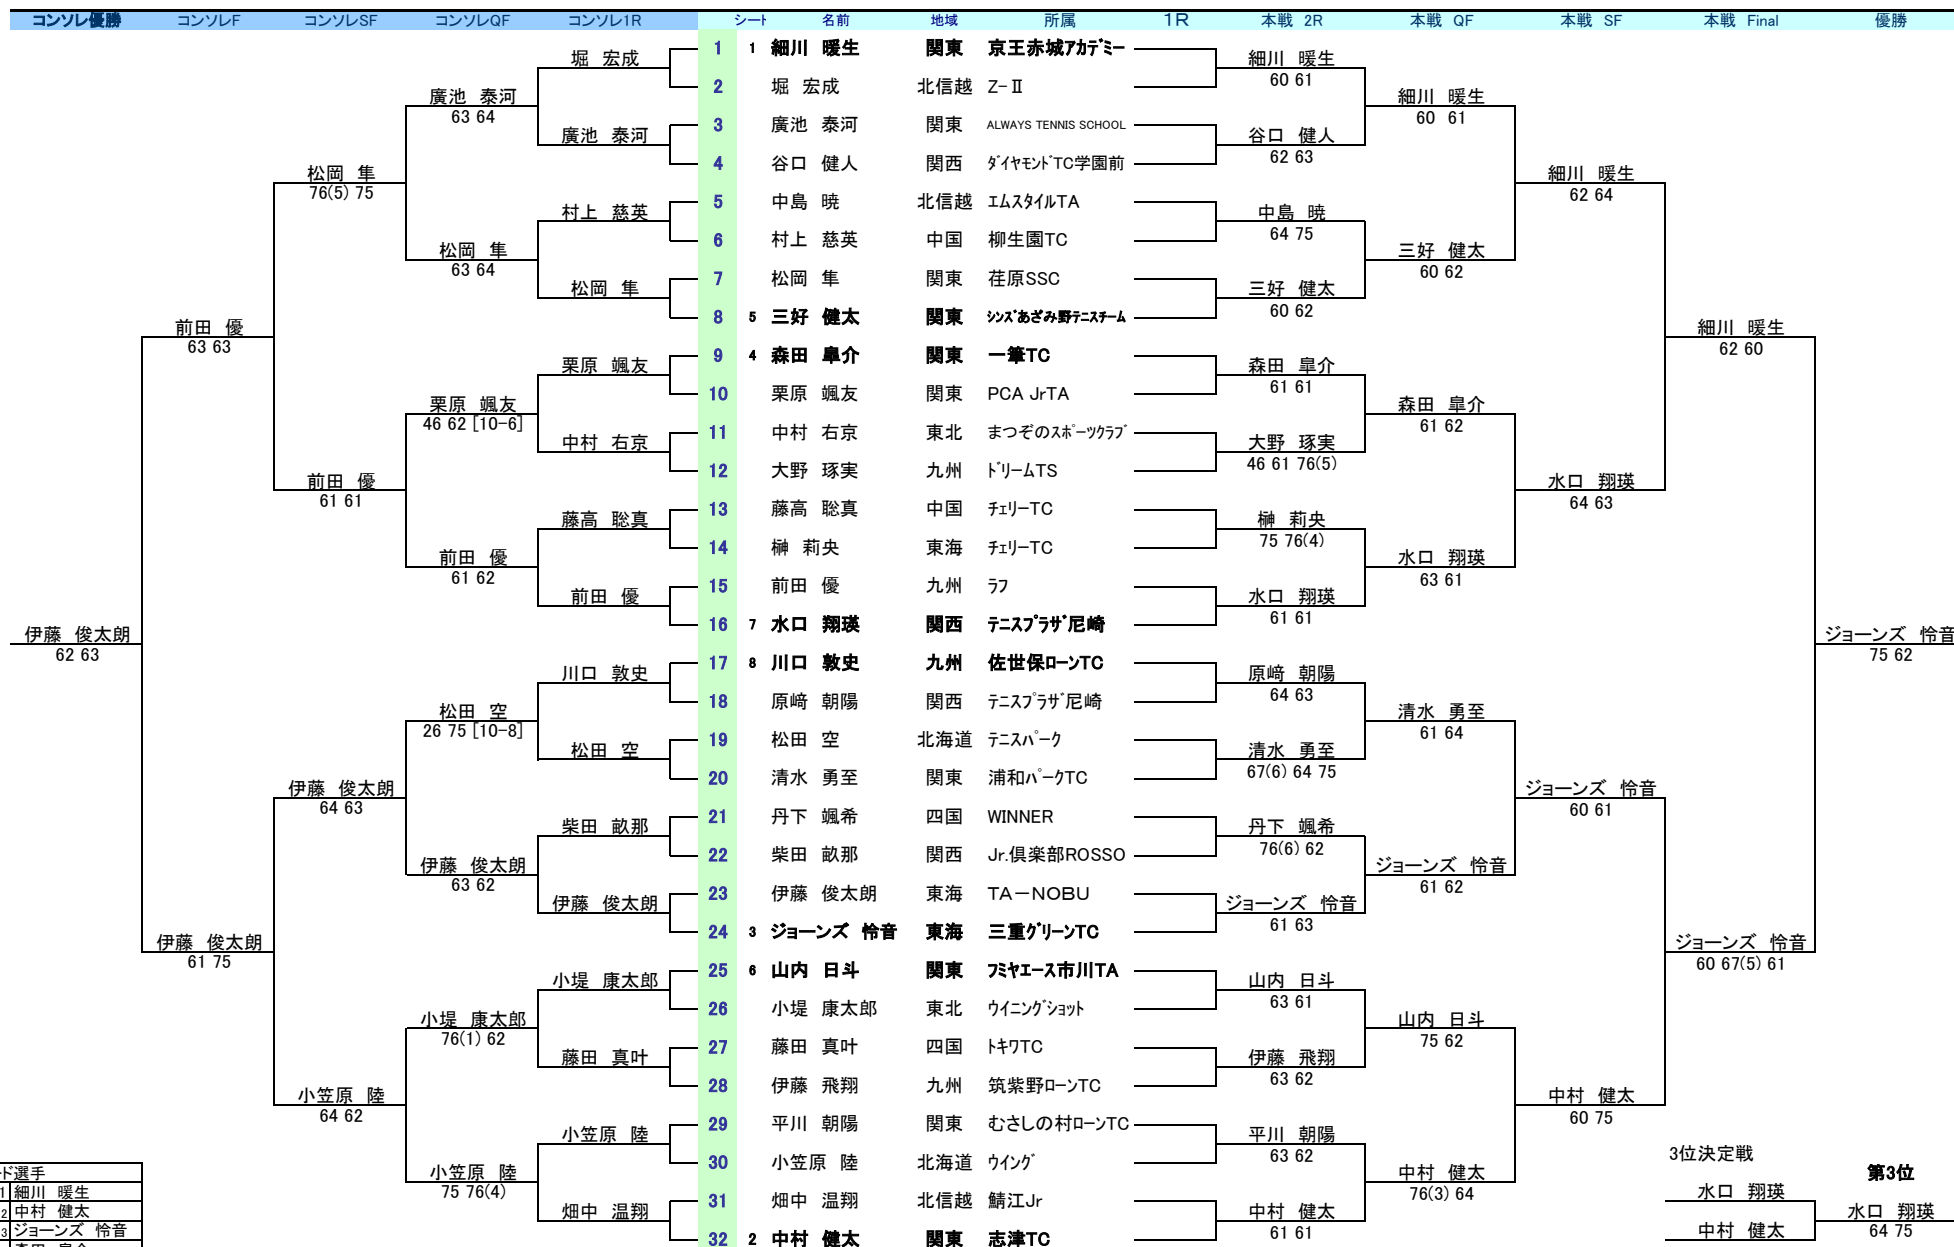 コンソレ優勝 コンソレF コンソレSF コンソレQF コンソレ1R シート 名前 地域 所属 1R 本戦 2R 本戦 QF 本戦 SF 本戦 Final 優勝
1 1 細川 暖生 関東 京王赤城アカデミー
2 堀 宏成 北信越 Z-Ⅱ
3 廣池 泰河 関東 ALWAYS TENNIS SCHOOL
4 谷口 健人 関西 ダイヤモンドTC学園前
5 中島 暁 北信越 エムスタイルTA
6 村上 慈英 中国 柳生園TC
7 松岡 隼 関東 荏原SSC
8 5 三好 健太 関東 シンズあざみ野テニスチーム
9 4 森田 皐介 関東 一筆TC
10 栗原 颯友 関東 PCA JrTA
11 中村 右京 東北 まつぞのスポーツクラブ
12 大野 琢実 九州 ドリームTS
13 藤高 聡真 中国 チェリーTC
14 榊 莉央 東海 チェリーTC
15 前田 優 九州 ラフ
16 7 水口 翔瑛 関西 テニスプラザ尼崎
17 8 川口 敦史 九州 佐世保ローンTC
18 原﨑 朝陽 関西 テニスプラザ尼崎
19 松田 空 北海道 テニスパーク
20 清水 勇至 関東 浦和パークTC
21 丹下 颯希 四国 WINNER
22 柴田 畝那 関西 Jr.倶楽部ROSSO
23 伊藤 俊太朗 東海 TA－NOBU
24 3 ジョーンズ 怜音 東海 三重グリーンTC
25 6 山内 日斗 関東 フミヤエース市川TA
26 小堤 康太郎 東北 ウイニングショット
27 藤田 真叶 四国 トキワTC
28 伊藤 飛翔 九州 筑紫野ローンTC
29 平川 朝陽 関東 むさしの村ローンTC
30 小笠原 陸 北海道 ウイング
31 畑中 温翔 北信越 鯖江Jr
32 2 中村 健太 関東 志津TC
堀 宏成
廣池 泰河
村上 慈英
松岡 隼
栗原 颯友
中村 右京
藤高 聡真
前田 優
川口 敦史
松田 空
柴田 畝那
伊藤 俊太朗
小堤 康太郎
藤田 真叶
小笠原 陸
畑中 温翔
廣池 泰河
63 64
松岡 隼
63 64
栗原 颯友
46 62 [10-6]
前田 優
61 62
松田 空
26 75 [10-8]
伊藤 俊太朗
63 62
小堤 康太郎
76(1) 62
小笠原 陸
75 76(4)
松岡 隼
76(5) 75
前田 優
61 61
伊藤 俊太朗
64 63
小笠原 陸
64 62
前田 優
63 63
伊藤 俊太朗
61 75
伊藤 俊太朗
62 63
細川 暖生
60 61
谷口 健人
62 63
中島 暁
64 75
三好 健太
60 62
森田 皐介
61 61
大野 琢実
46 61 76(5)
榊 莉央
75 76(4)
水口 翔瑛
61 61
原﨑 朝陽
64 63
清水 勇至
67(6) 64 75
丹下 颯希
76(6) 62
ジョーンズ 怜音
61 63
山内 日斗
63 61
伊藤 飛翔
63 62
平川 朝陽
63 62
中村 健太
61 61
細川 暖生
60 61
三好 健太
60 62
森田 皐介
61 62
水口 翔瑛
63 61
清水 勇至
61 64
ジョーンズ 怜音
61 62
山内 日斗
75 62
中村 健太
76(3) 64
細川 暖生
62 64
水口 翔瑛
64 63
ジョーンズ 怜音
60 61
中村 健太
60 75
細川 暖生
62 60
ジョーンズ 怜音
60 67(5) 61
ジョーンズ 怜音
75 62
ド選手
1 細川 暖生
2 中村 健太
3 ジョーンズ 怜音
3位決定戦
第3位
水口 翔瑛
中村 健太
水口 翔瑛
64 75